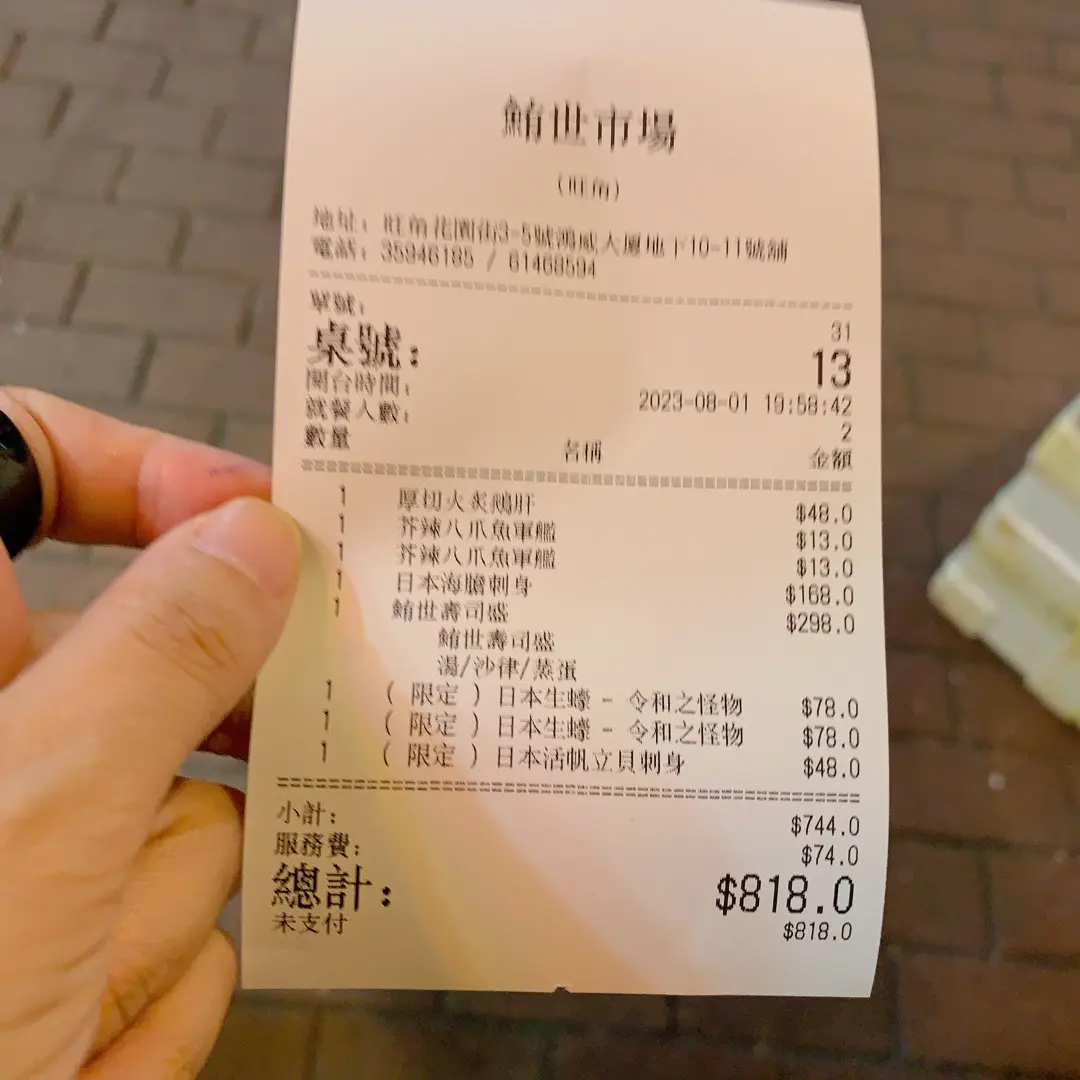 鮪世市場
(旺角)
地址: 旺角花園街3-5號鴻威大廈地下10-11號舖
電話: 35946185 / 61468594
單號: 31
桌號: 13
開台時間: 2023-08-01 19:58:42
就餐人數: 2
數量 名稱 金額
1 厚切火炙鵝肝 $48.0
1 芥辣八爪魚軍艦 $13.0
1 芥辣八爪魚軍艦 $13.0
1 日本海膽刺身 $168.0
1 鮪世壽司盛 $298.0
鮪世壽司盛
湯/沙律/蒸蛋
1 ( 限定 ) 日本生蠔 - 令和之怪物 $78.0
1 ( 限定 ) 日本生蠔 - 令和之怪物 $78.0
1 ( 限定 ) 日本活帆立貝刺身 $48.0
小計: $744.0
服務費: $74.0
總計: $818.0
未支付 $818.0